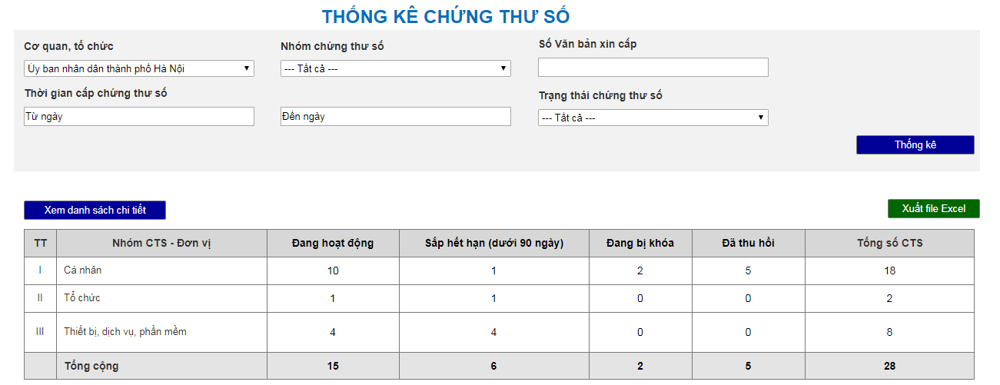 THỐNG KÊ CHỨNG THƯ SỐ
Cơ quan, tổ chức Nhóm chứng thư số Số Văn bản xin cấp
Ủy ban nhân dân thành phố Hà Nội --- Tất cả ---
Thời gian cấp chứng thư số Trạng thái chứng thư số
Từ ngày Đến ngày --- Tất cả ---
Thống kê
Xem danh sách chi tiết Xuất file Excel
TT Nhóm CTS - Đơn vị Đang hoạt động Sắp hết hạn (dưới 90 ngày) Đang bị khóa Đã thu hồi Tổng số CTS
I Cá nhân 10 1 2 5 18
II Tổ chức 1 1 0 0 2
III Thiết bị, dịch vụ, phần mềm 4 4 0 0 8
Tổng cộng 15 6 2 5 28